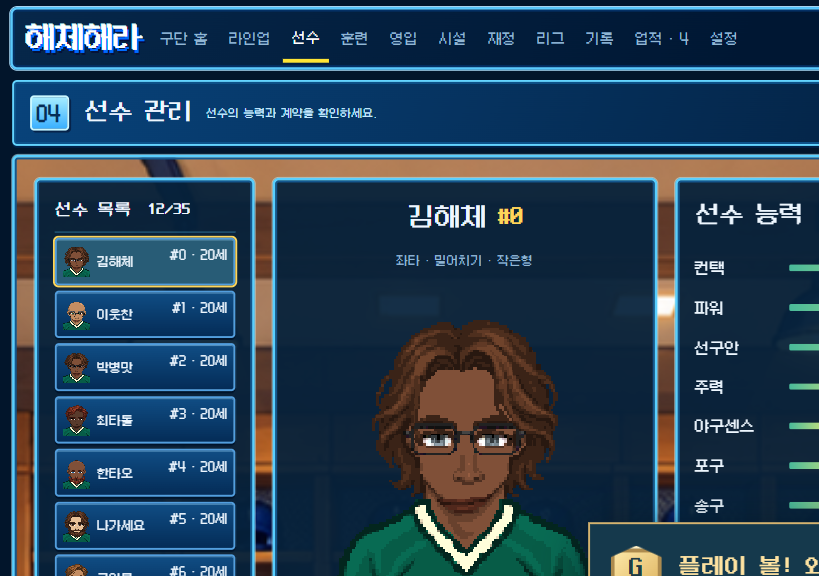 해체해라 구단 홈 라인업 선수 훈련 영입 시설 재정 리그 기록 업적 · 4 설정
04 선수 관리 선수의 능력과 계약을 확인하세요.
선수 목록 12/35
김해체 #0 · 20세
이웃찬 #1 · 20세
박병맛 #2 · 20세
최타돌 #3 · 20세
한타오 #4 · 20세
나가세요 #5 · 20세
#6 · 20세
김해체 #0
좌타 · 밀어치기 · 작은형
선수 능력
컨택
파워
선구안
주력
야구센스
포구
송구
G 플레이 볼!